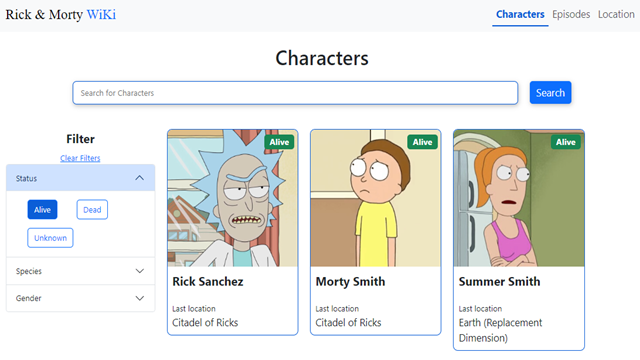 Rick & Morty WiKi
Characters Episodes Location
Characters
Search for Characters
Search
Filter
Clear Filters
Status
Alive Dead
Unknown
Species
Gender
Alive
Rick Sanchez
Last location
Citadel of Ricks
Alive
Morty Smith
Last location
Citadel of Ricks
Alive
Summer Smith
Last location
Earth (Replacement
Dimension)